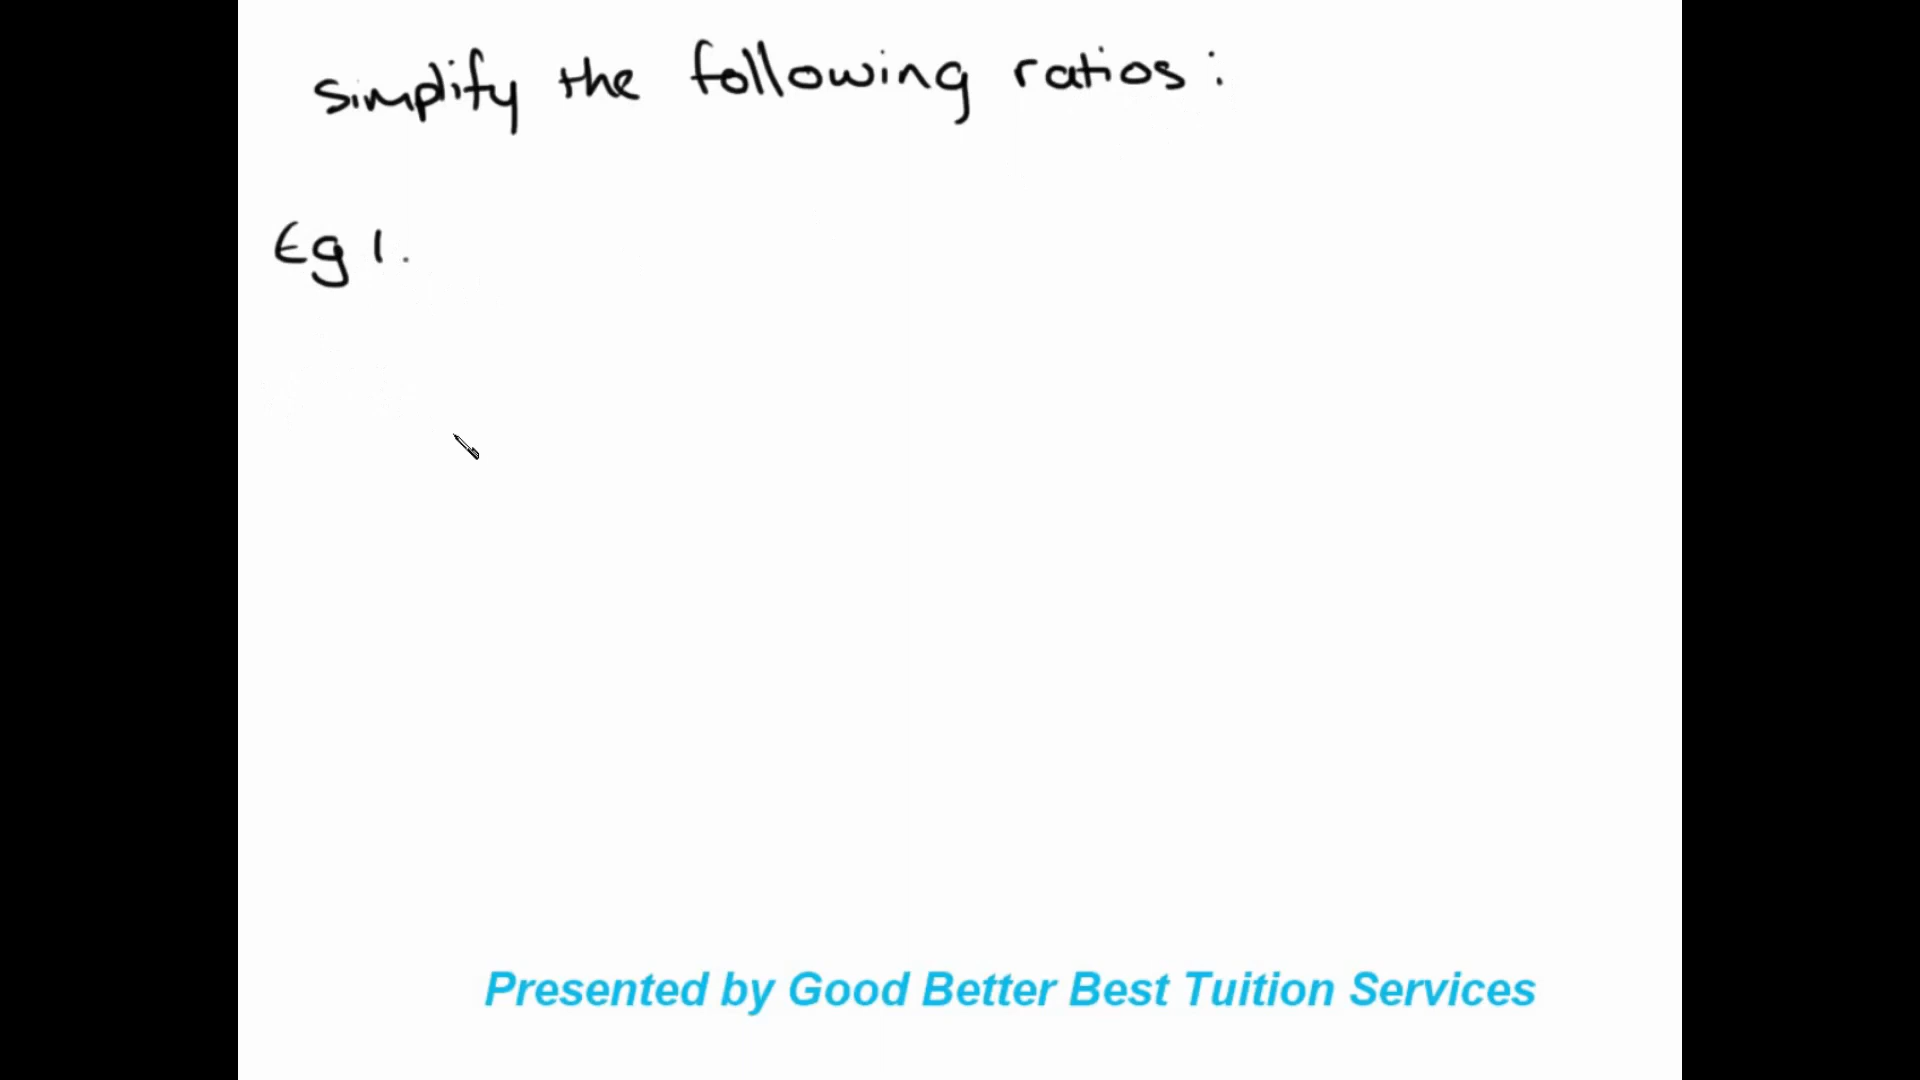 Simplify the following ratios:
Eg 1.
Presented by Good Better Best Tuition Services